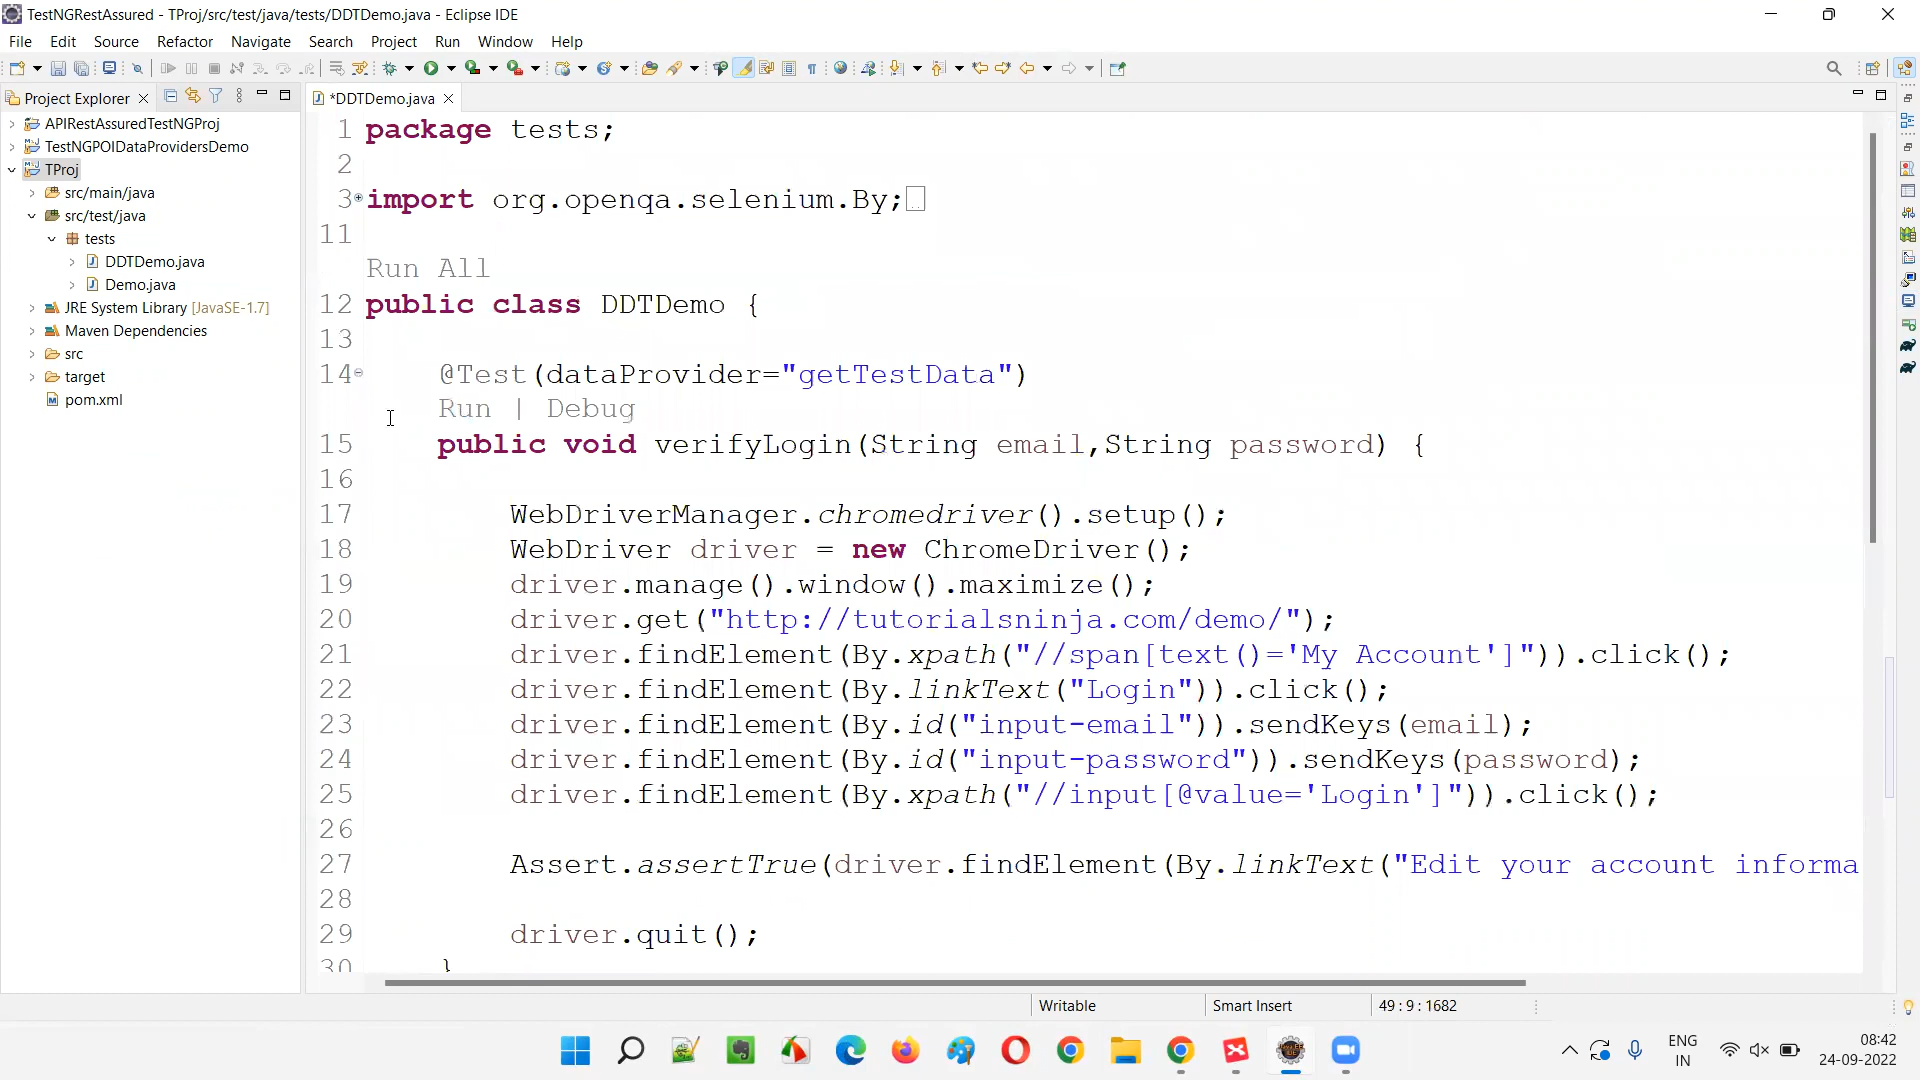 TestNGRestAssured - TProj/src/test/java/tests/DDTDemo.java - Eclipse IDE
File Edit Source Refactor Navigate Search Project Run Window Help
Project Explorer
*DDTDemo.java
APIRestAssuredTestNGProj
TestNGPOIDataProvidersDemo
TProj
src/main/java
src/test/java
tests
DDTDemo.java
Demo.java
JRE System Library [JavaSE-1.7]
Maven Dependencies
src
target
pom.xml
1 package tests;
2
3 import org.openqa.selenium.By;
11
Run All
12 public class DDTDemo {
13
14 @Test(dataProvider="getTestData")
Run | Debug
15 public void verifyLogin(String email,String password) {
16
17 WebDriverManager.chromedriver().setup();
18 WebDriver driver = new ChromeDriver();
19 driver.manage().window().maximize();
20 driver.get("http://tutorialsninja.com/demo/");
21 driver.findElement(By.xpath("//span[text()='My Account']")).click();
22 driver.findElement(By.linkText("Login")).click();
23 driver.findElement(By.id("input-email")).sendKeys(email);
24 driver.findElement(By.id("input-password")).sendKeys(password);
25 driver.findElement(By.xpath("//input[@value='Login']")).click();
26
27 Assert.assertTrue(driver.findElement(By.linkText("Edit your account informa
28
29 driver.quit();
30 }
Writable Smart Insert 49 : 9 : 1682
ENG
IN
08:42
24-09-2022